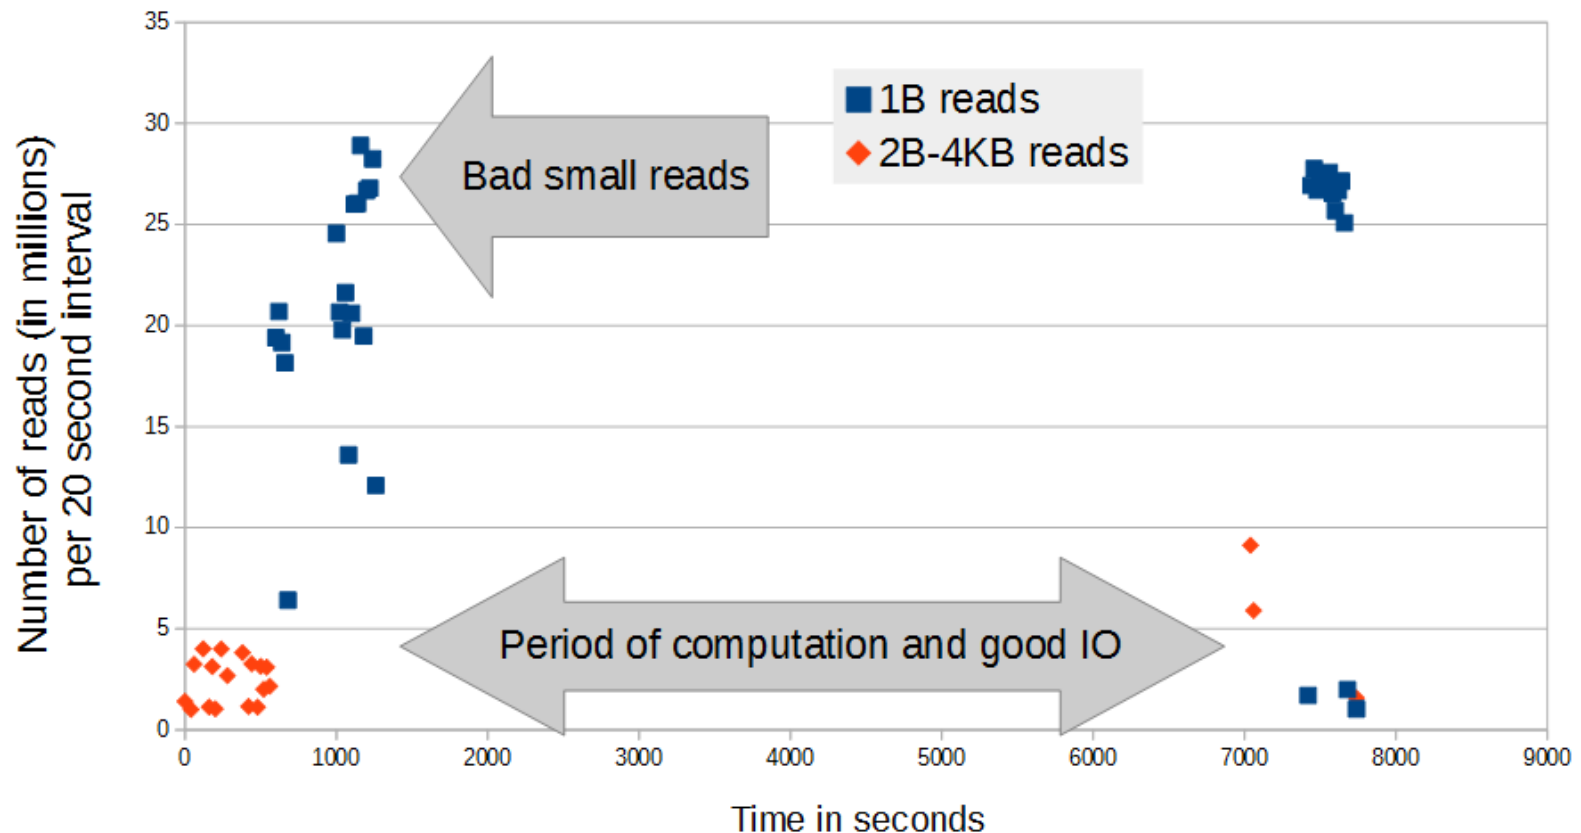 Number of reads (in millions)
per 20 second interval
35
30
25
20
15
10
5
0
1B reads
2B-4KB reads
Bad small reads
Period of computation and good IO
0 1000 2000 3000 4000 5000 6000 7000 8000 9000
Time in seconds